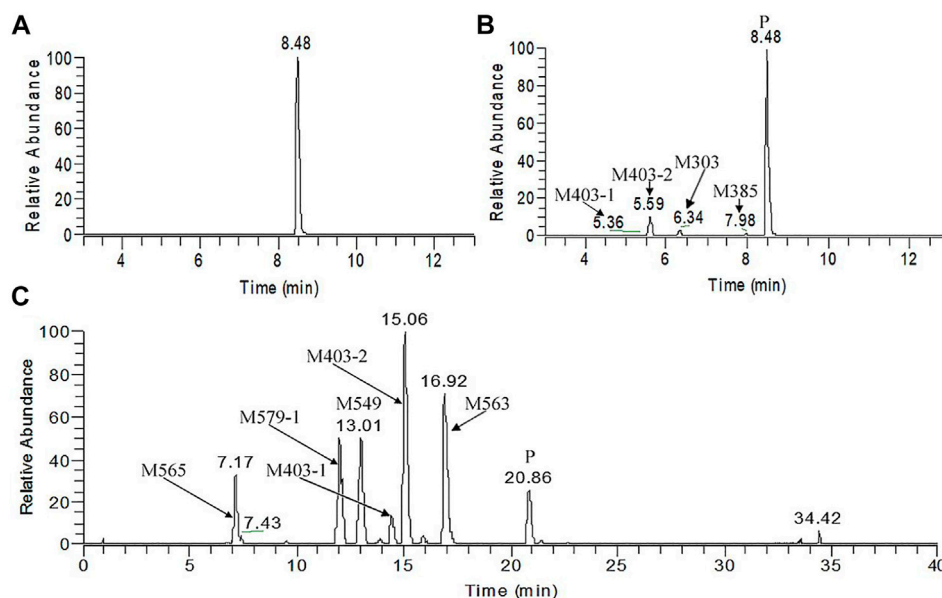 A
8.48
Relative Abundance
100
80
60
40
20
0
4 6 8 10 12
Time (min)
B
P
8.48
Relative Abundance
100
80
60
40
20
0
M403-1
M403-2
M303
M385
5.36
5.59
6.34
7.98
4 6 8 10 12
Time (min)
C
15.06
Relative Abundance
100
80
60
40
20
0
M403-2
16.92
M579-1
M549
13.01
M563
M565
7.17
M403-1
P
20.86
7.43
34.42
0 5 10 15 20 25 30 35 40
Time (min)